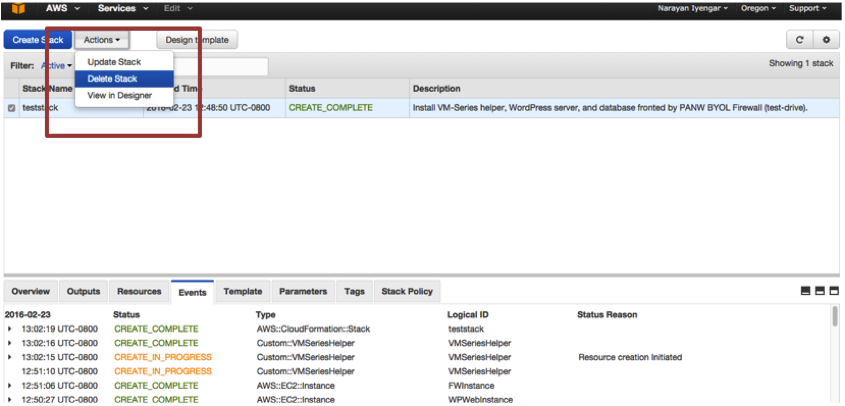 AWS Services Edit Narayan Iyengar Oregon Support
Create Stack Actions Design template
Update Stack
Filter: Active Showing 1 stack
Delete Stack
Stack Name Time Status Description
View in Designer
teststack 2016-02-23 12:48:50 UTC-0800 CREATE_COMPLETE Install VM-Series helper, WordPress server, and database fronted by PANW BYOL Firewall (test-drive).
Overview Outputs Resources Events Template Parameters Tags Stack Policy
2016-02-23 Status Type Logical ID Status Reason
13:02:19 UTC-0800 CREATE_COMPLETE AWS::CloudFormation::Stack teststack
13:02:16 UTC-0800 CREATE_COMPLETE Custom::VMSeriesHelper VMSeriesHelper
13:02:15 UTC-0800 CREATE_IN_PROGRESS Custom::VMSeriesHelper VMSeriesHelper Resource creation Initiated
12:51:10 UTC-0800 CREATE_IN_PROGRESS Custom::VMSeriesHelper VMSeriesHelper
12:51:06 UTC-0800 CREATE_COMPLETE AWS::EC2::Instance FWInstance
12:50:27 UTC-0800 CREATE_COMPLETE AWS::EC2::Instance WPWebInstance